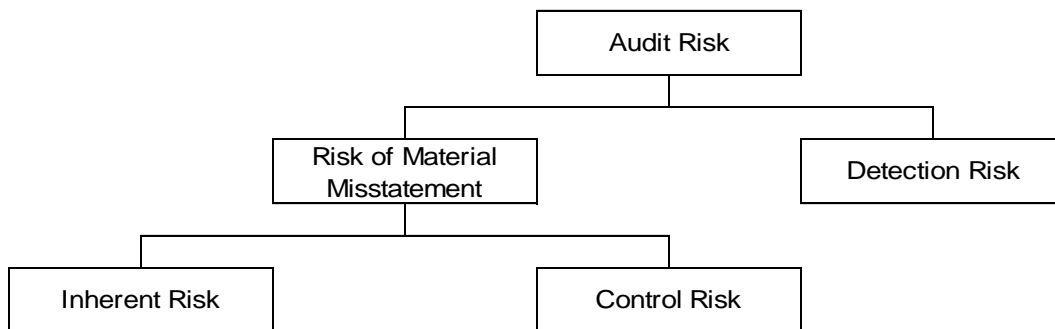 Audit Risk
Risk of Material
Misstatement
Detection Risk
Inherent Risk
Control Risk